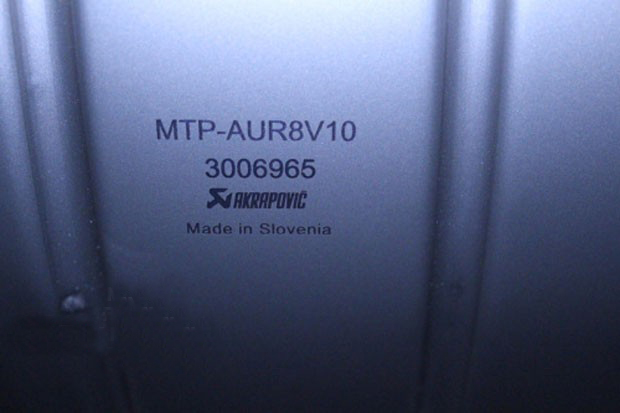 MTP-AUR8V10
3006965
AKRAPOVIČ
Made in Slovenia